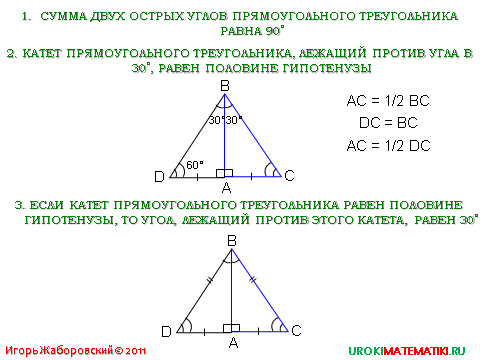 1. СУММА ДВУХ ОСТРЫХ УГЛОВ ПРЯМОУГОЛЬНОГО ТРЕУГОЛЬНИКА
РАВНА 90°
2. КАТЕТ ПРЯМОУГОЛЬНОГО ТРЕУГОЛЬНИКА, ЛЕЖАЩИЙ ПРОТИВ УГЛА В
30°, РАВЕН ПОЛОВИНЕ ГИПОТЕНУЗЫ
B
30° 30°
60°
D
A
C
AC = 1/2 BC
DC = BC
AC = 1/2 DC
3. ЕСЛИ КАТЕТ ПРЯМОУГОЛЬНОГО ТРЕУГОЛЬНИКА РАВЕН ПОЛОВИНЕ
ГИПОТЕНУЗЫ, ТО УГОЛ, ЛЕЖАЩИЙ ПРОТИВ ЭТОГО КАТЕТА, РАВЕН 30°
B
D
A
C
Игорь Жаборовский © 2011
UROKIMATEMATIKI.RU